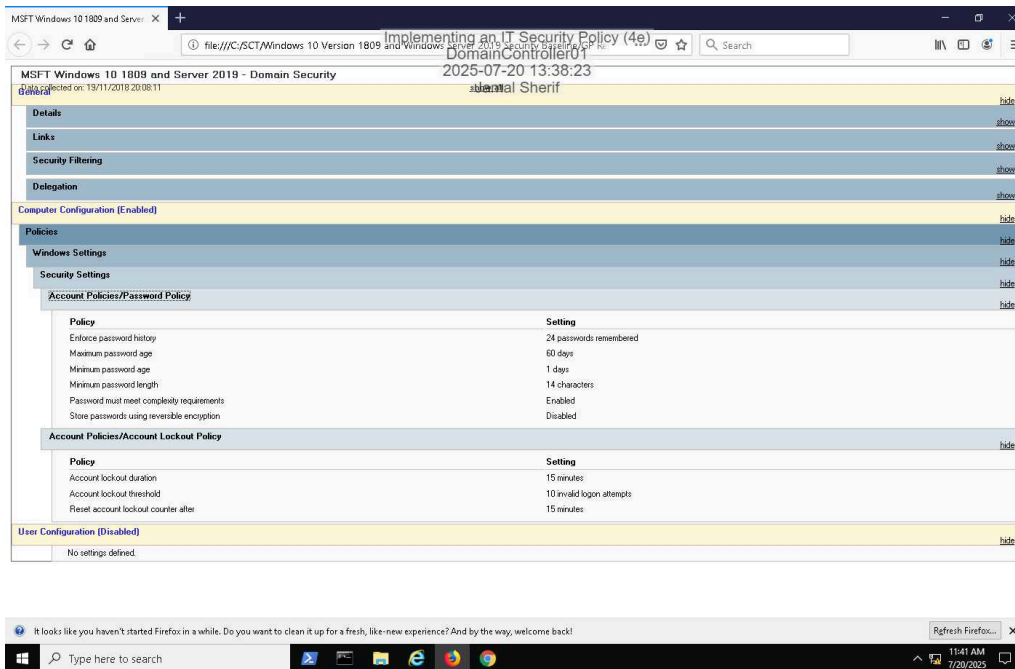 MSFT Windows 10 1809 and Server
Implementing an IT Security Policy (4e)
DomainController01
2025-07-20 13:38:23
Sherif
file:///C:/SCT/Windows 10 Version 1809 and Windows Server 2019 Security Baseline/GP Re
Search
MSFT Windows 10 1809 and Server 2019 - Domain Security
Data collected on: 19/11/2018 20:08:11
General hide
Details show
Links show
Security Filtering show
Delegation show
Computer Configuration (Enabled) hide
Policies hide
Windows Settings hide
Security Settings hide
Account Policies/Password Policy hide
Policy Setting
Enforce password history 24 passwords remembered
Maximum password age 60 days
Minimum password age 1 days
Minimum password length 14 characters
Password must meet complexity requirements Enabled
Store passwords using reversible encryption Disabled
Account Policies/Account Lockout Policy hide
Policy Setting
Account lockout duration 15 minutes
Account lockout threshold 10 invalid logon attempts
Reset account lockout counter after 15 minutes
User Configuration (Disabled) hide
No settings defined.
It looks like you haven't started Firefox in a while. Do you want to clean it up for a fresh, like-new experience? And by the way, welcome back! Refresh Firefox...
Type here to search
11:41 AM
7/20/2025